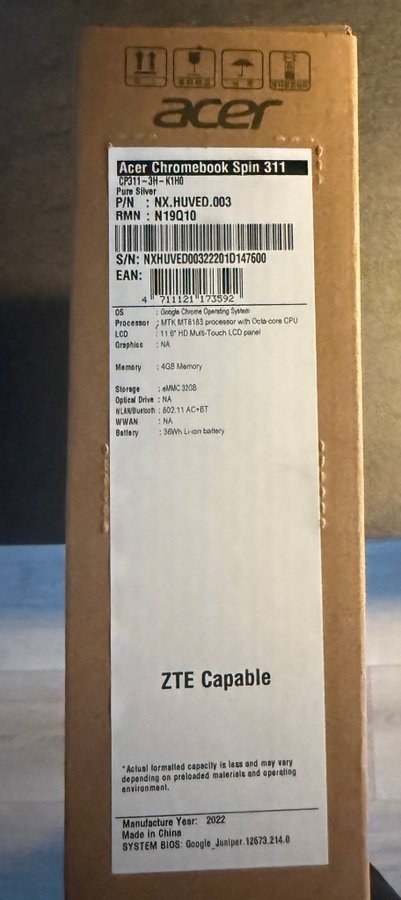 acer
Acer Chromebook Spin 311
CP311-3H-K1H0
Pure Silver
P/N : NX.HUVED.003
RMN : N19Q10
S/N: NXHUVED00322201D147600
EAN:
4 711121 173592
OS : Google Chrome Operating System
Processor : MTK MT8183 processor with Octa-core CPU
LCD : 11.6" HD Multi-Touch LCD panel
Graphics : NA
Memory : 4GB Memory
Storage : eMMC 32GB
Optical Drive : NA
WLAN/Bluetooth : 802.11 AC+BT
WWAN : NA
Battery : 36Wh Li-ion battery
ZTE Capable
*Actual formatted capacity is less and may vary
depending on preloaded materials and operating
environment.
Manufacture Year: 2022
Made in China
SYSTEM BIOS: Google_Juniper.12573.214.0